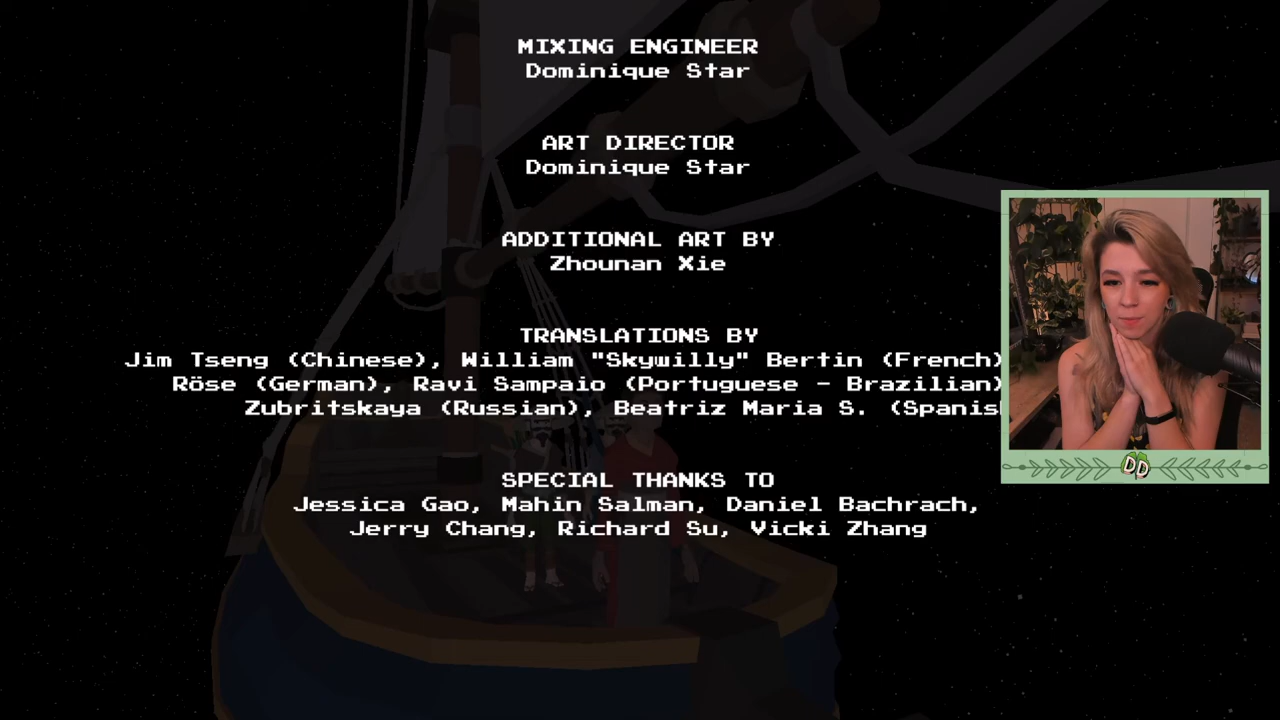 MIXING ENGINEER
Dominique Star
ART DIRECTOR
Dominique Star
ADDITIONAL ART BY
Zhounan Xie
TRANSLATIONS BY
Jim Tseng (Chinese), William "Skywilly" Bertin (French)
Röse (German), Ravi Sampaio (Portuguese - Brazilian)
Zubritskaya (Russian), Beatriz Maria S. (Spanis
SPECIAL THANKS TO
Jessica Gao, Mahin Salman, Daniel Bachrach,
Jerry Chang, Richard Su, Vicki Zhang
DD